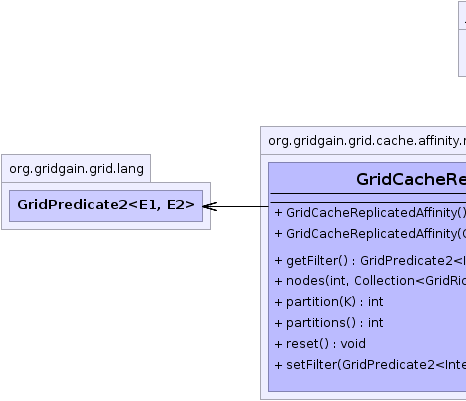 org.gridgain.grid.cache.affinity.r
org.gridgain.grid.lang
GridCacheRe
GridPredicate2<E1, E2>
+ GridCacheReplicatedAffinity()
+ GridCacheReplicatedAffinity(
+ getFilter() : GridPredicate2<I
+ nodes(int, Collection<GridRic
+ partition(K) : int
+ partitions() : int
+ reset() : void
+ setFilter(GridPredicate2<Inte